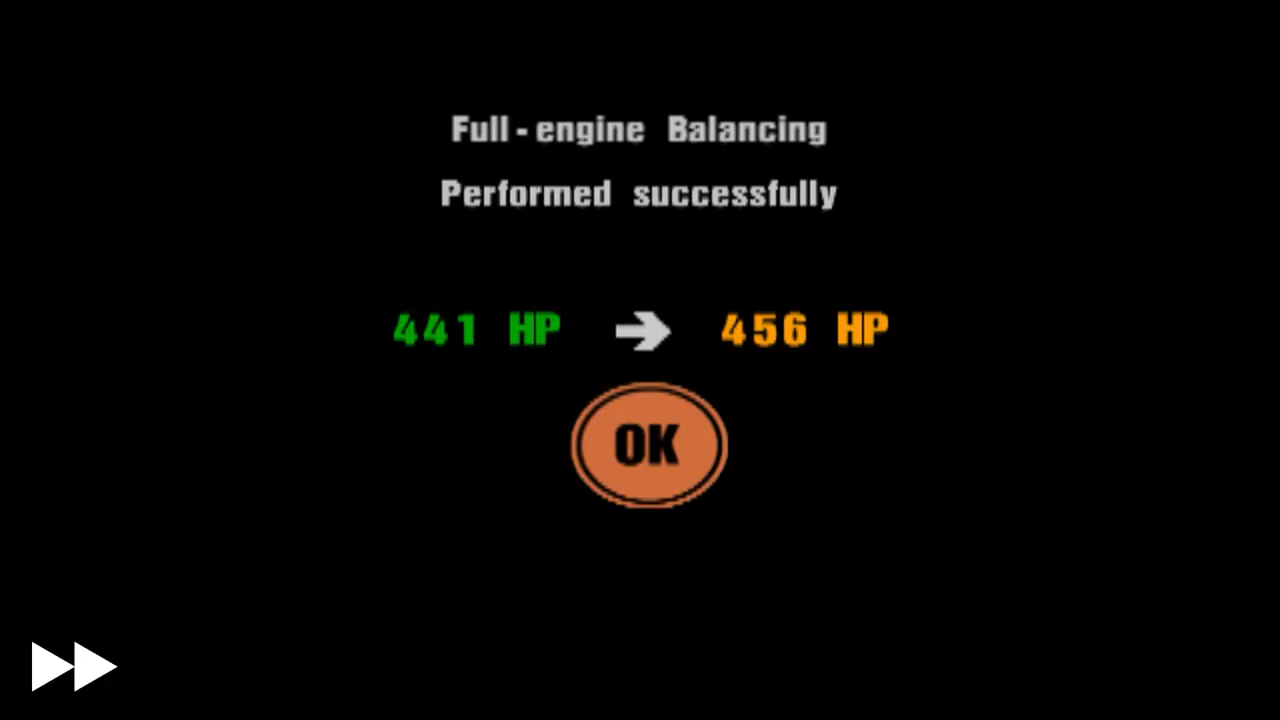 Full-engine Balancing
Performed successfully
441 HP → 456 HP
OK